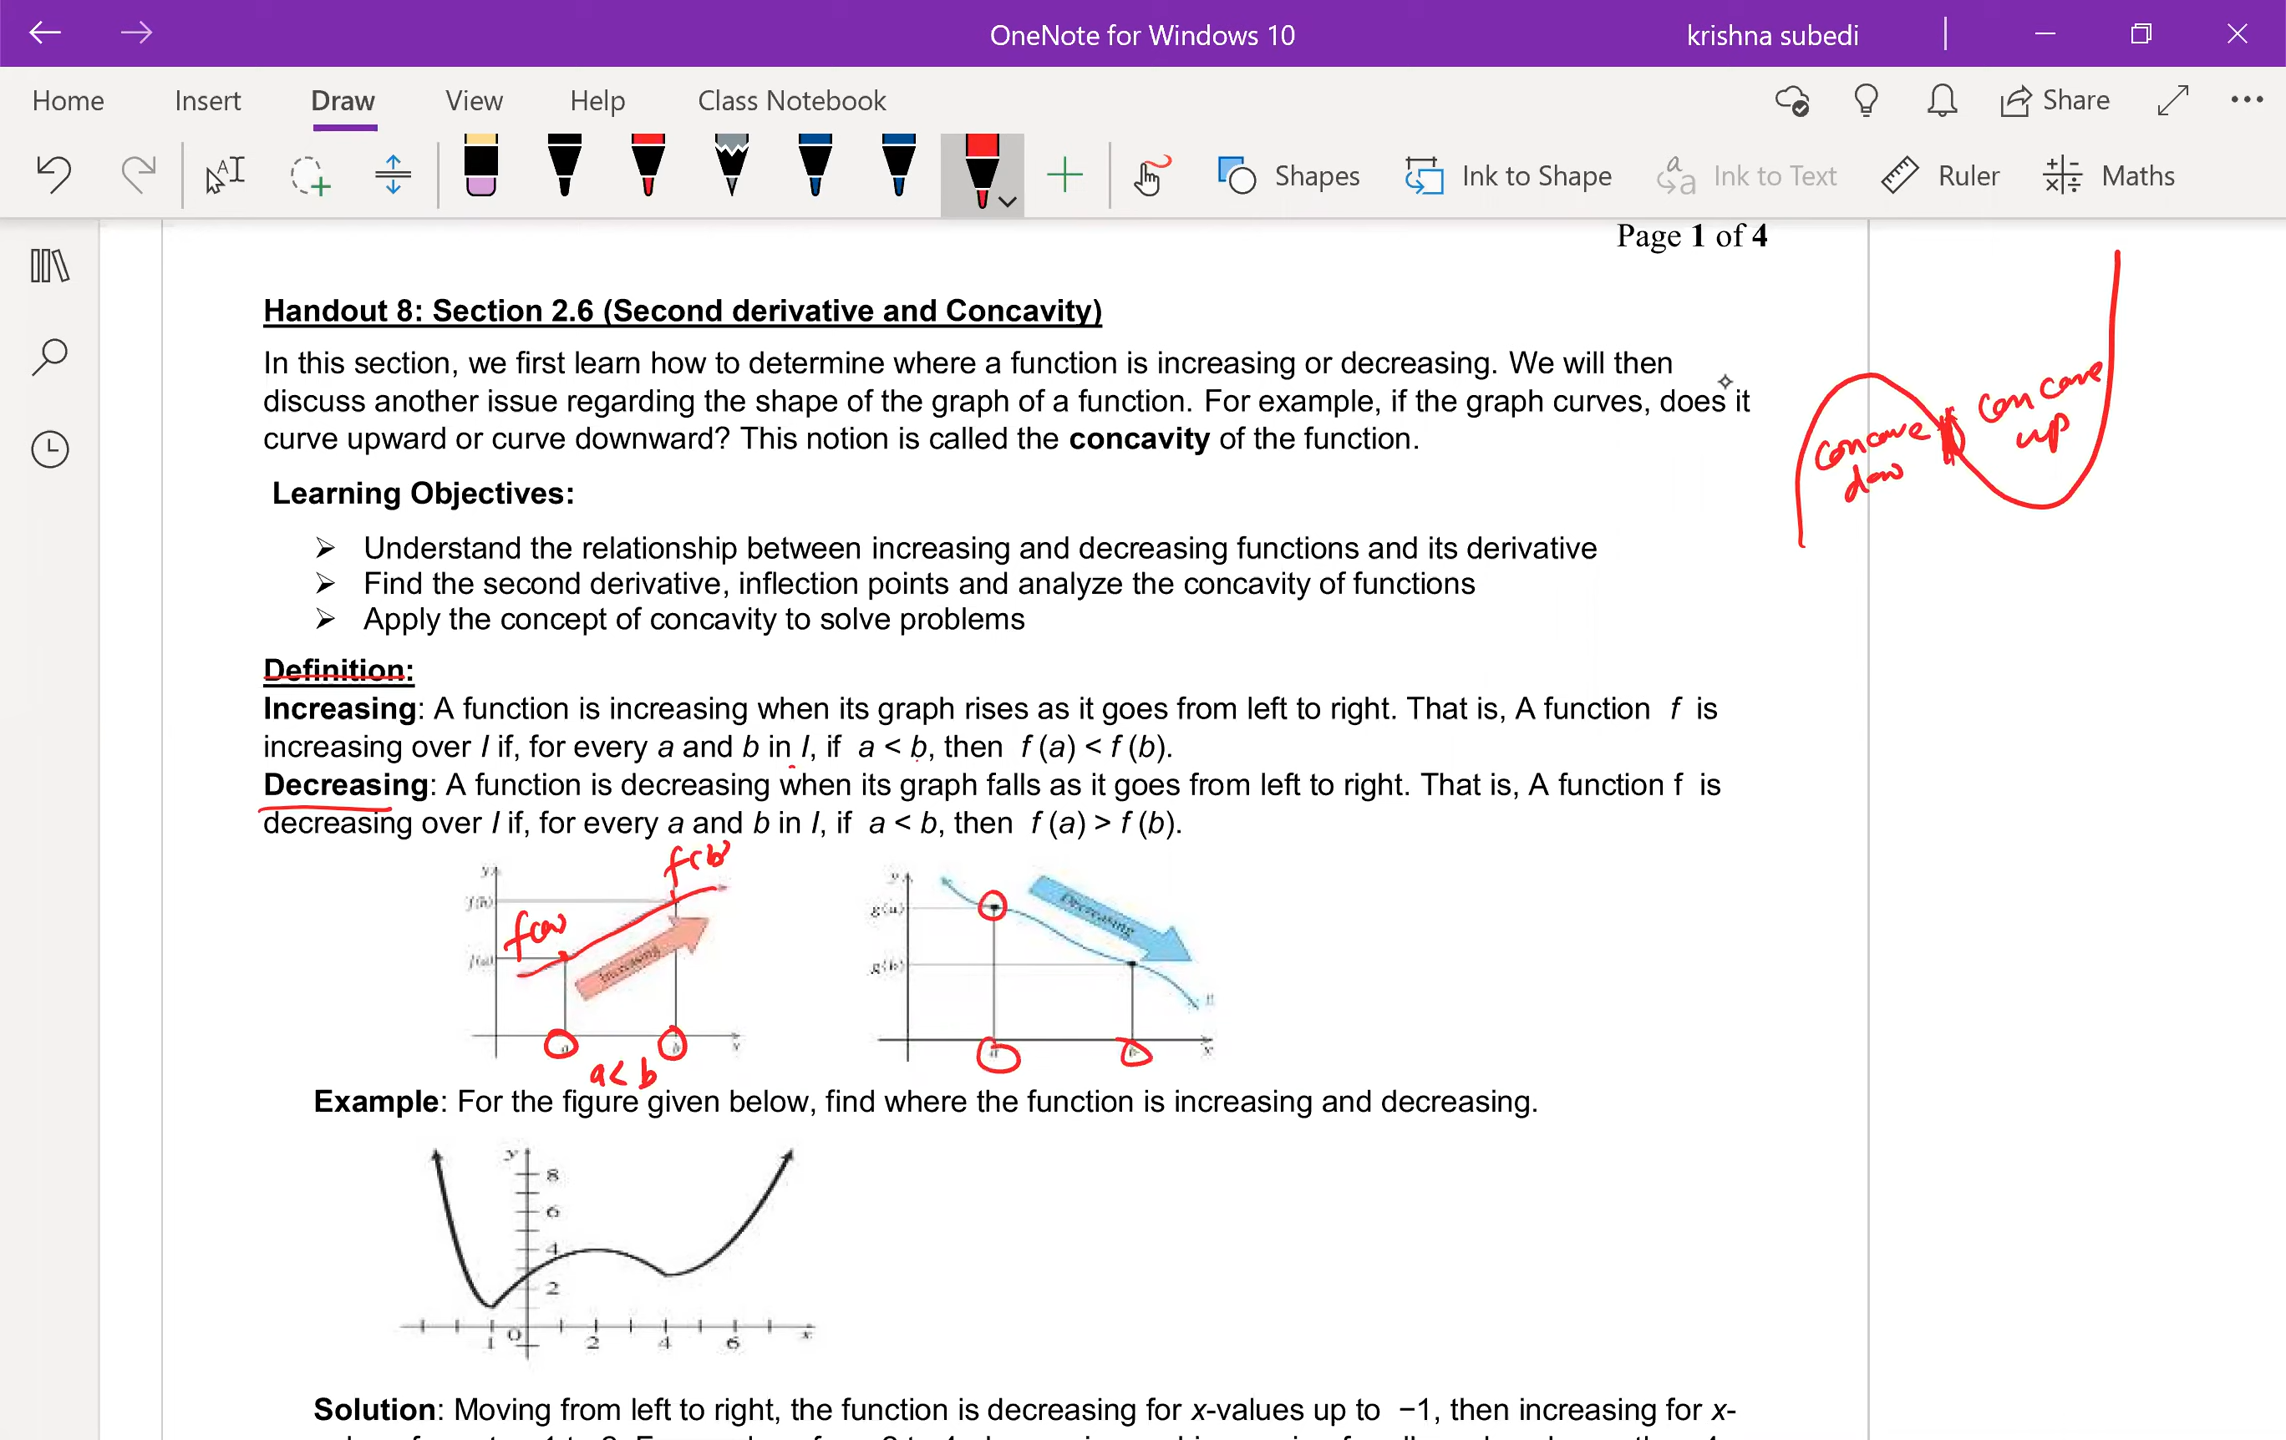 OneNote for Windows 10
krishna subedi
Home Insert Draw View Help Class Notebook
Share
Shapes Ink to Shape Ink to Text Ruler Maths
Page 1 of 4
Handout 8: Section 2.6 (Second derivative and Concavity)
In this section, we first learn how to determine where a function is increasing or decreasing. We will then
discuss another issue regarding the shape of the graph of a function. For example, if the graph curves, does it
curve upward or curve downward? This notion is called the concavity of the function.
concave
down
concave
up
Learning Objectives:
➢ Understand the relationship between increasing and decreasing functions and its derivative
➢ Find the second derivative, inflection points and analyze the concavity of functions
➢ Apply the concept of concavity to solve problems
Definition:
Increasing: A function is increasing when its graph rises as it goes from left to right. That is, A function f is
increasing over I if, for every a and b in I, if a < b, then f (a) < f (b).
Decreasing: A function is decreasing when its graph falls as it goes from left to right. That is, A function f is
decreasing over I if, for every a and b in I, if a < b, then f (a) > f (b).
f(b)
y
f(b)
f(a)
f(a)
Increasing
a b x
a < b
y
g(a)
Decreasing
g(b)
a b x
Example: For the figure given below, find where the function is increasing and decreasing.
y
8
6
4
2
1 0 2 4 6 x
Solution: Moving from left to right, the function is decreasing for x-values up to −1, then increasing for x-